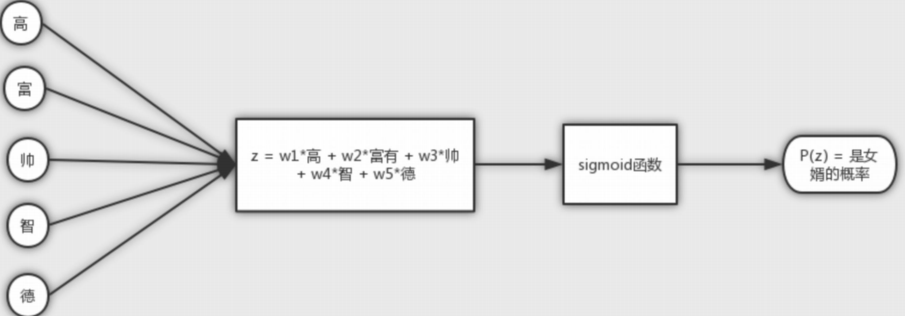 高
富
帅
智
德
z = w1*高 + w2*富有 + w3*帅
+ w4*智 + w5*德
sigmoid函数
P(z) = 是女
婿的概率